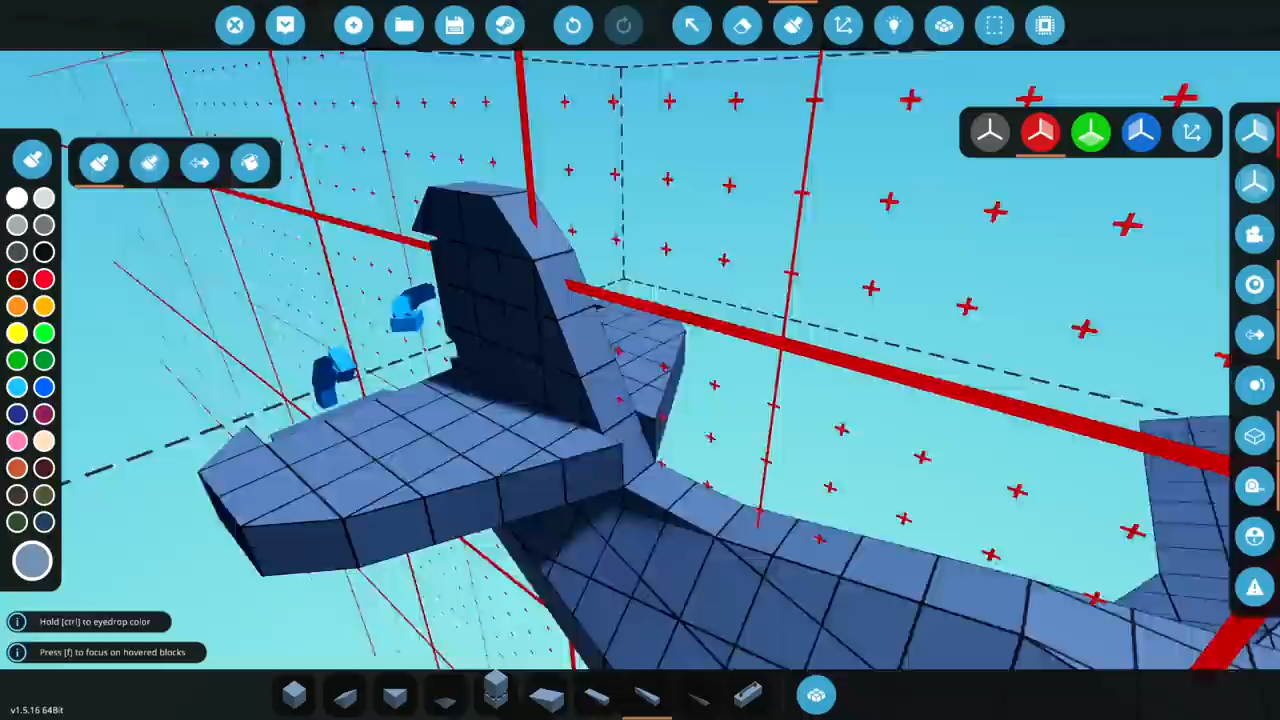 Hold [ctrl] to eyedrop color
Press [f] to focus on hovered blocks
v1.5.16 64Bit